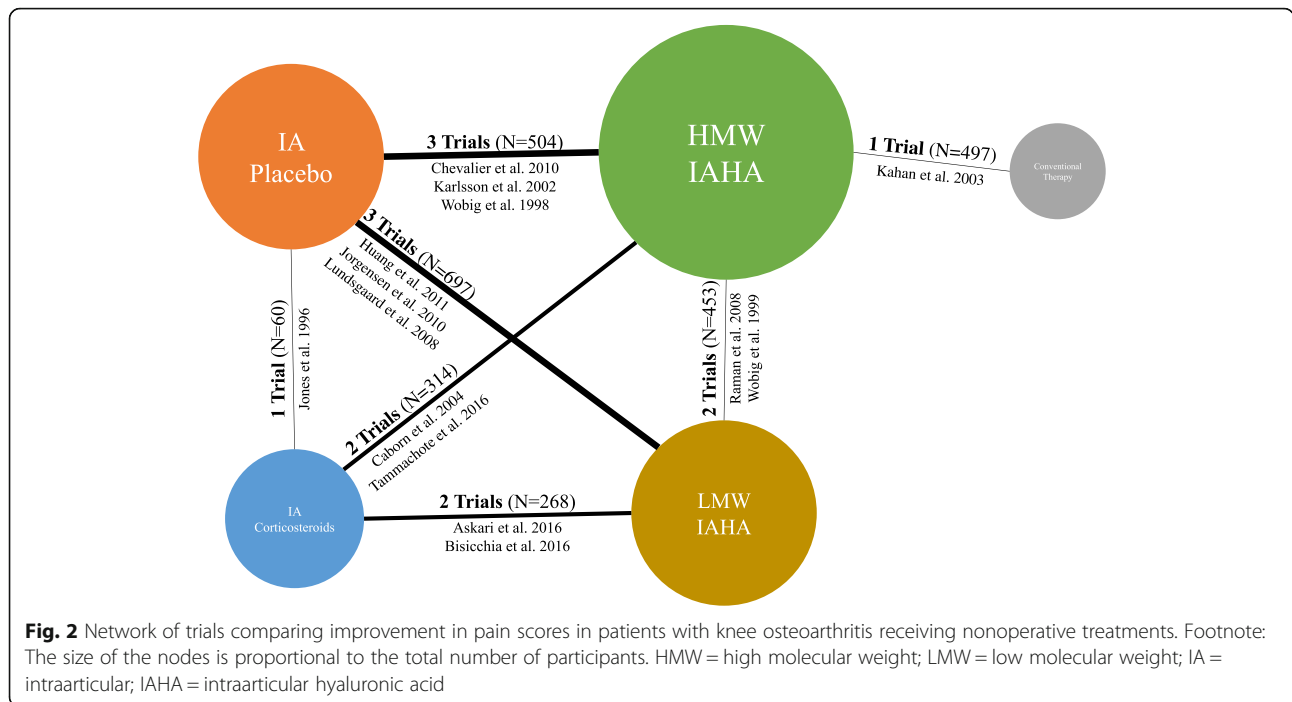 IA
Placebo
3 Trials (N=504)
Chevalier et al. 2010
Karlsson et al. 2002
Wobig et al. 1998
HMW
IAHA
1 Trial (N=497)
Kahan et al. 2003
Conventional
Therapy
3 Trials (N=697)
Huang et al. 2011
Jorgensen et al. 2010
Lundsgaard et al. 2008
1 Trial (N=60)
Jones et al. 1996
2 Trials (N=314)
Caborn et al. 2004
Tammachote et al. 2016
2 Trials (N=453)
Raman et al. 2008
Wobig et al. 1999
IA
Corticosteroids
2 Trials (N=268)
Askari et al. 2016
Bisicchia et al. 2016
LMW
IAHA
Fig. 2 Network of trials comparing improvement in pain scores in patients with knee osteoarthritis receiving nonoperative treatments. Footnote:
The size of the nodes is proportional to the total number of participants. HMW = high molecular weight; LMW = low molecular weight; IA =
intraarticular; IAHA = intraarticular hyaluronic acid